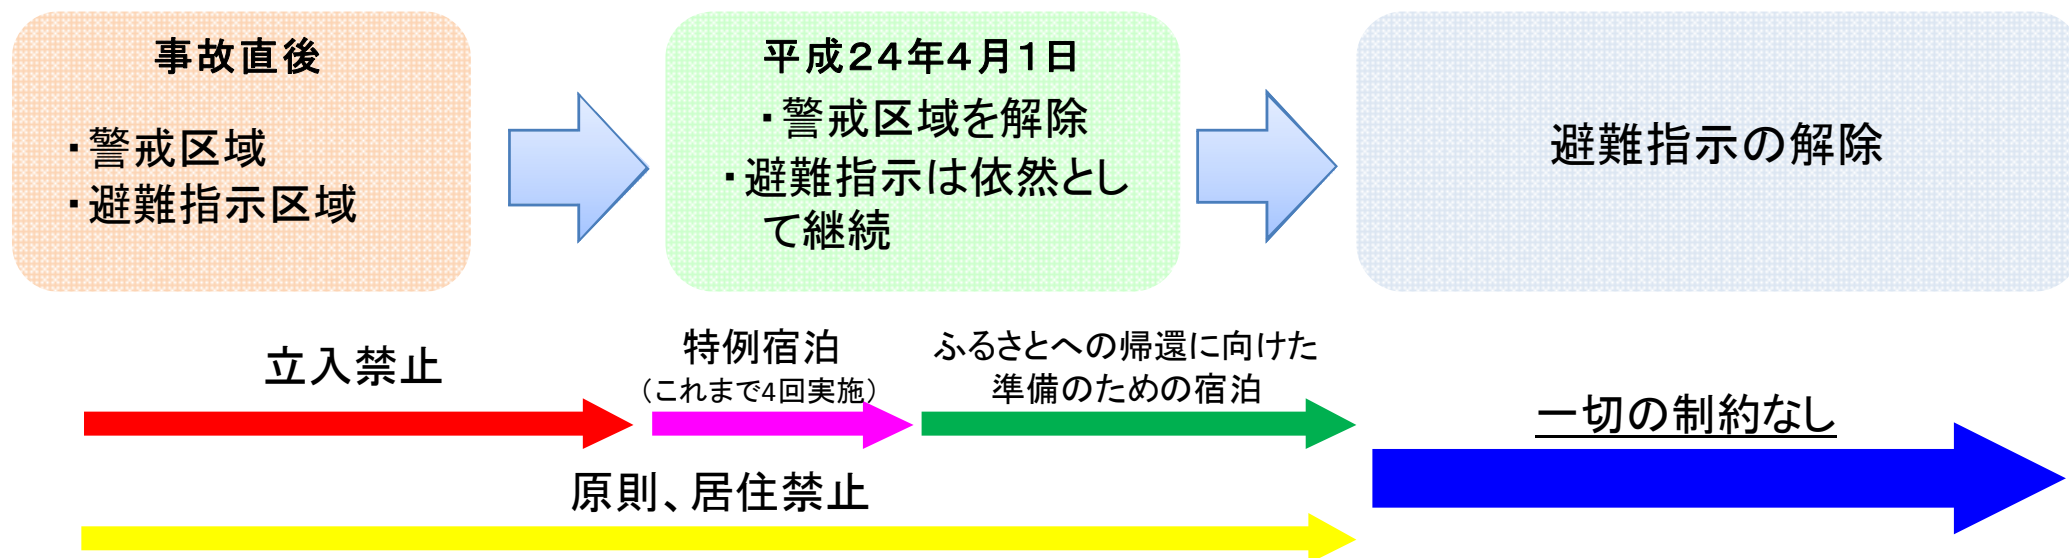 事故直後
・警戒区域
・避難指示区域
平成24年4月1日
・警戒区域を解除
・避難指示は依然とし
て継続
避難指示の解除
立入禁止
特例宿泊
（これまで4回実施）
ふるさとへの帰還に向けた
準備のための宿泊
一切の制約なし
原則、居住禁止